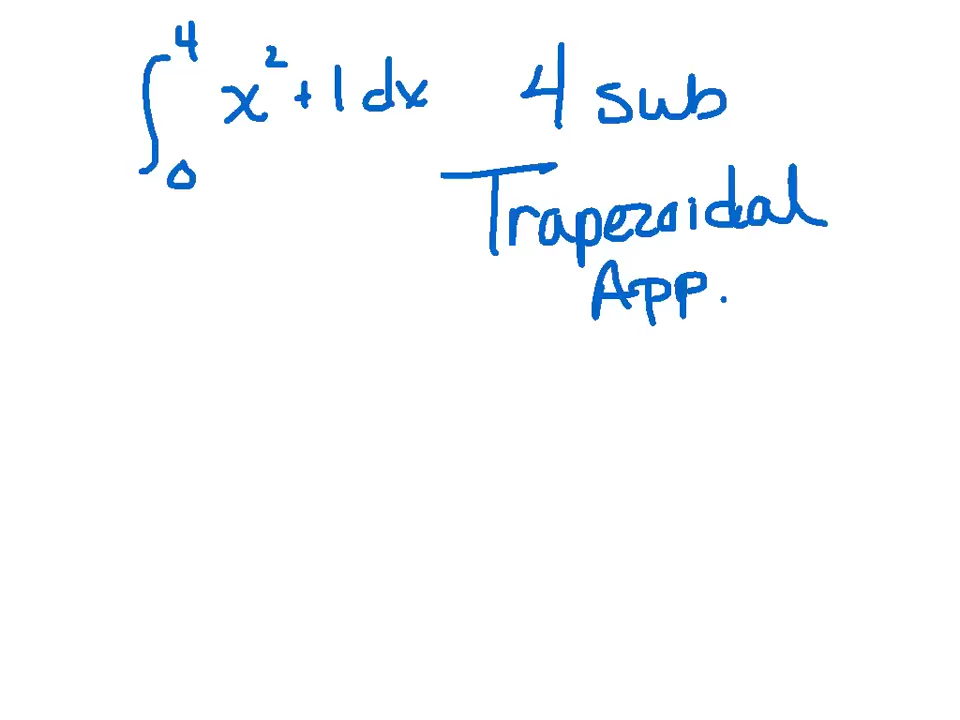 ∫₀⁴ x² + 1 dx 4 sub
Trapezoidal
App.